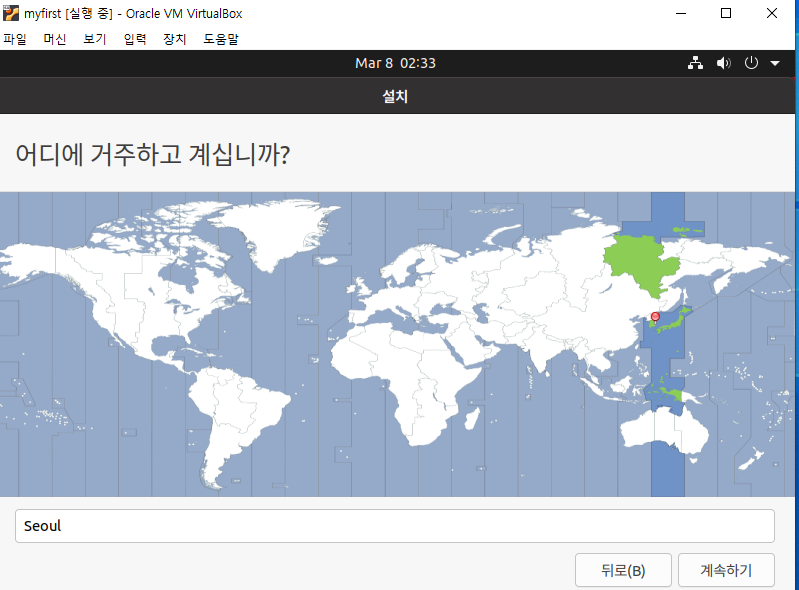 myfirst [실행 중] - Oracle VM VirtualBox
파일 머신 보기 입력 장치 도움말
Mar 8 02:33
설치
어디에 거주하고 계십니까?
Seoul
뒤로(B) 계속하기